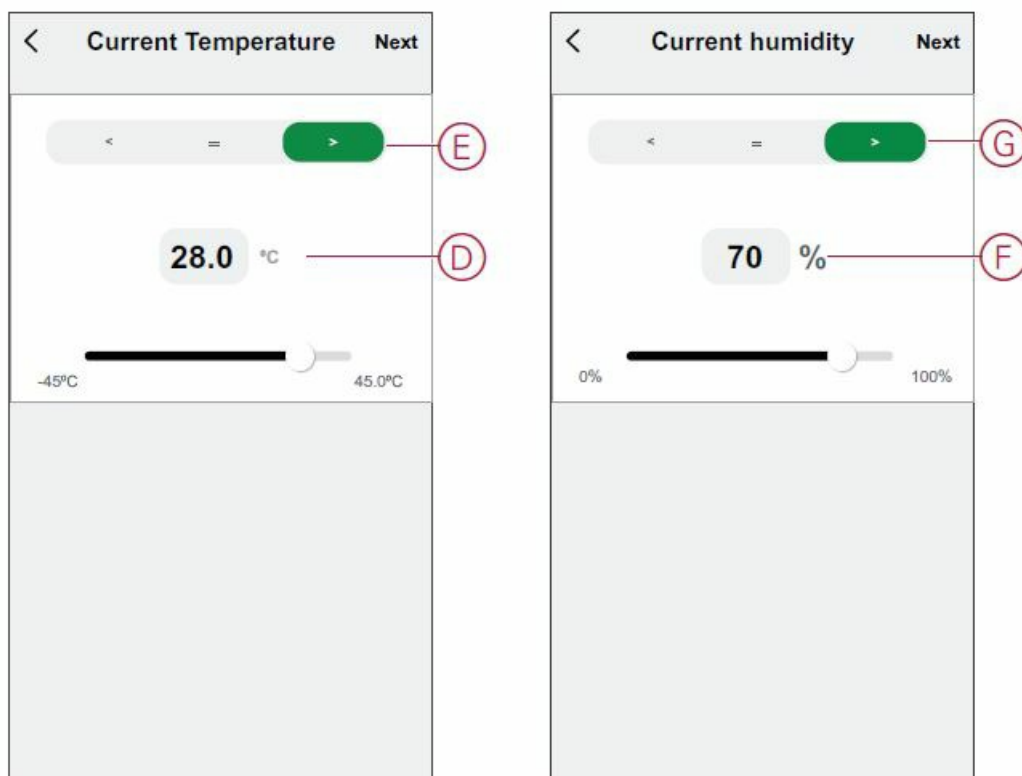 Current Temperature Next
< = >
E
28.0 °C
D
-45ºC 45.0ºC
Current humidity Next
< = >
G
70 %
F
0% 100%